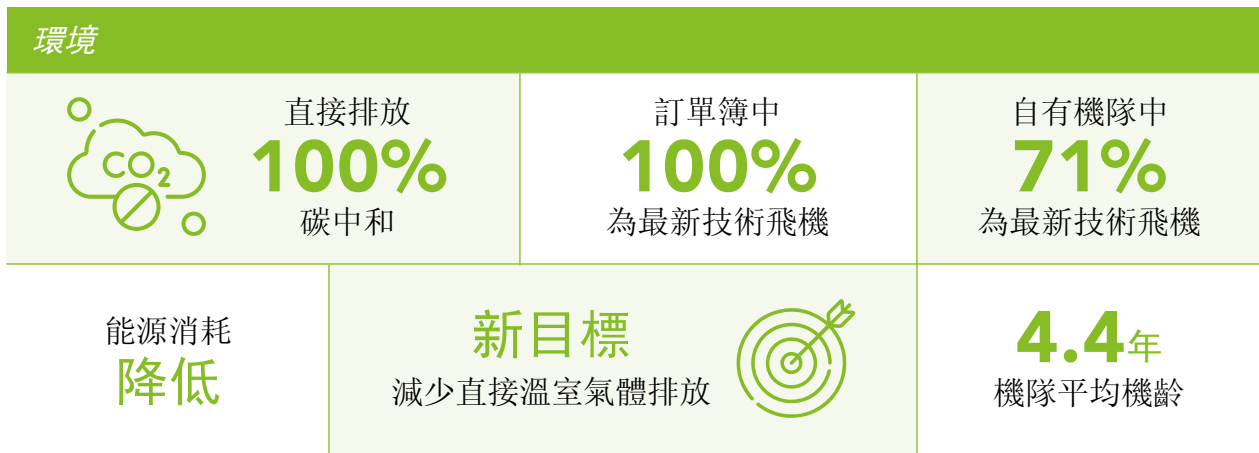 環境
直接排放
100%
碳中和
CO₂
訂單簿中
100%
為最新技術飛機
自有機隊中
71%
為最新技術飛機
能源消耗
降低
新目標
減少直接溫室氣體排放
4.4年
機隊平均機齡